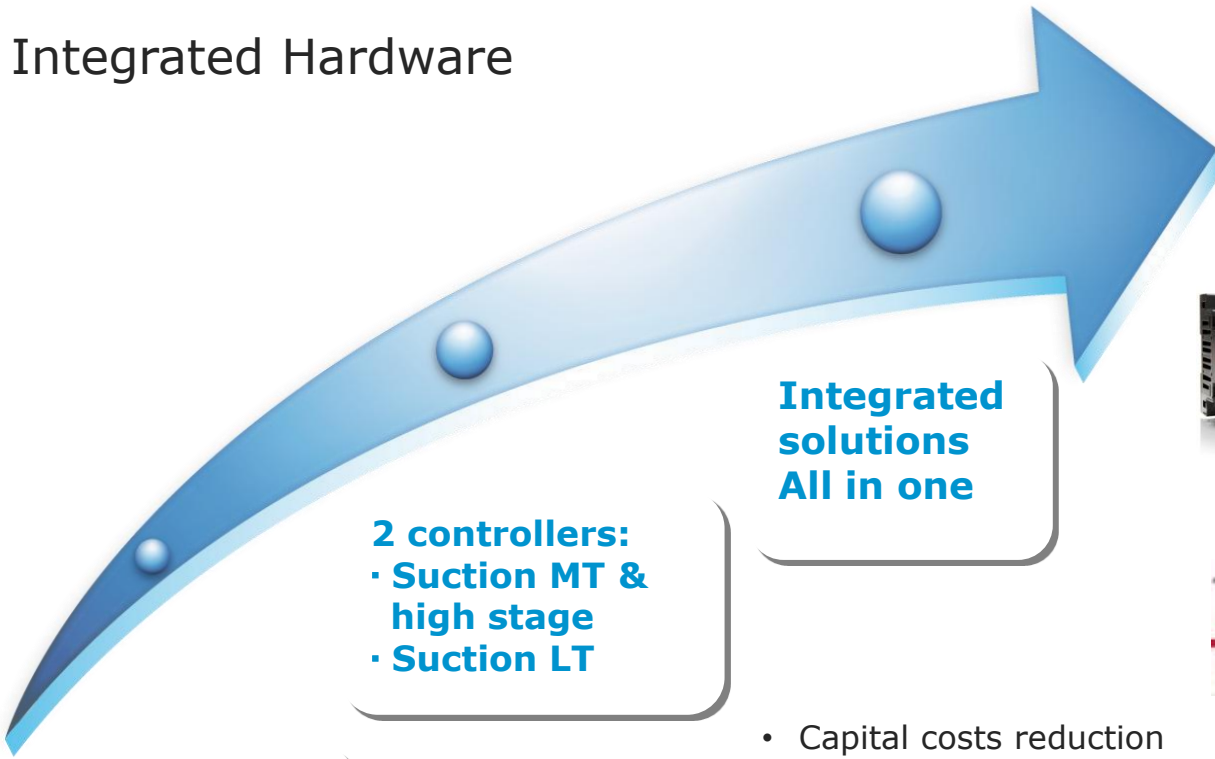 Integrated Hardware
Integrated
solutions
All in one
2 controllers:
· Suction MT &
high stage
· Suction LT
• Capital costs reduction